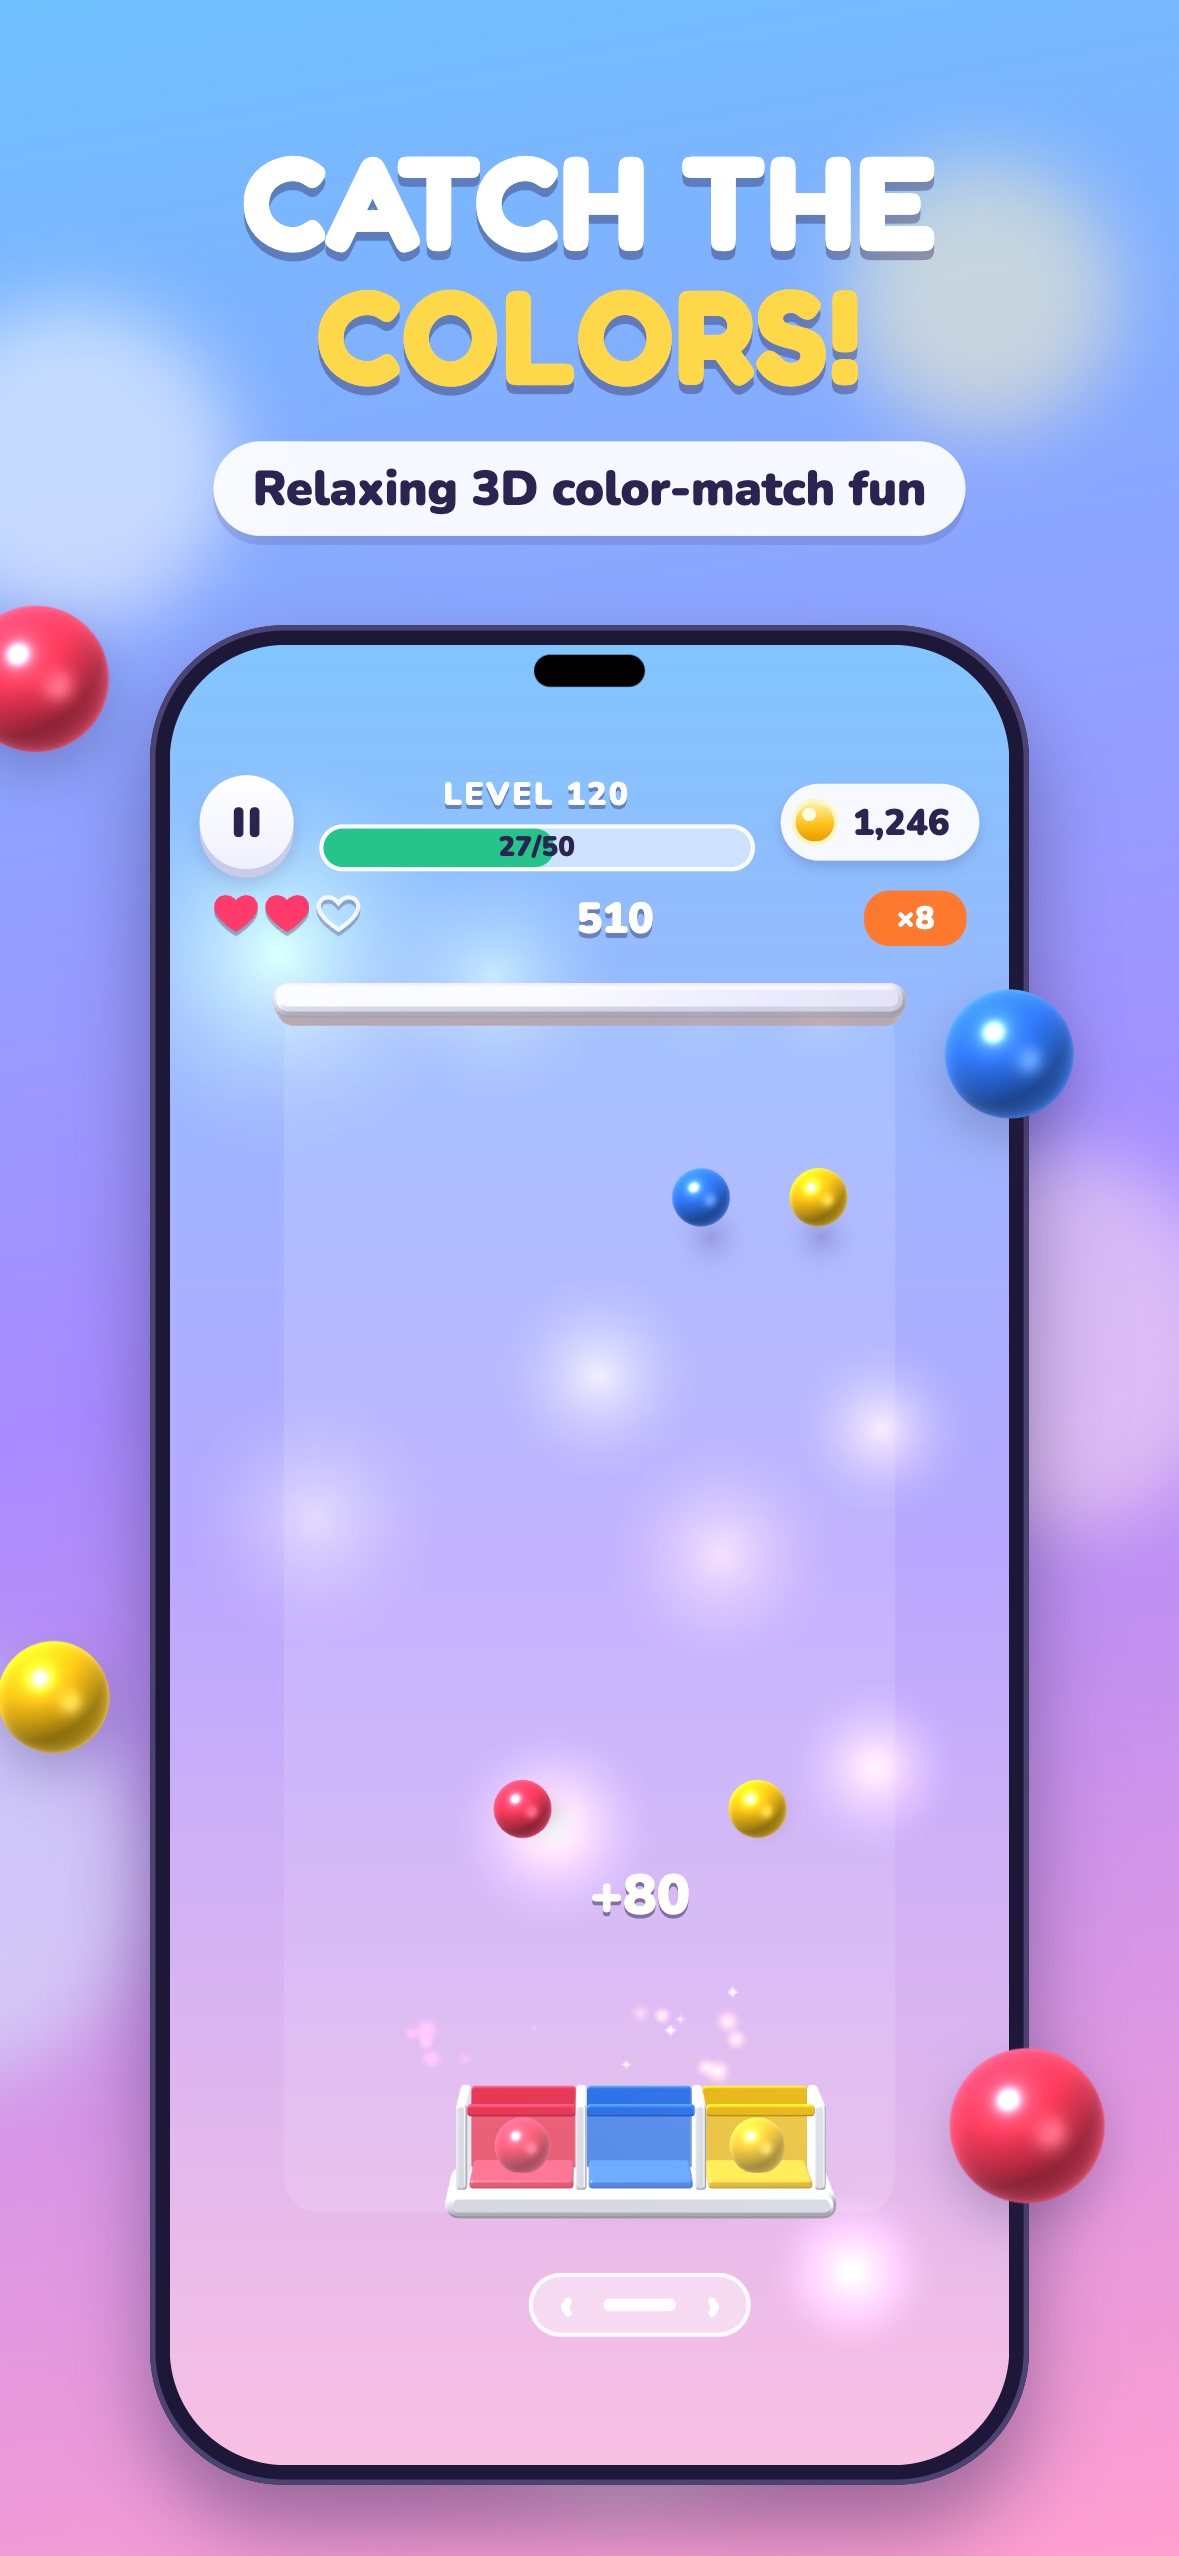 CATCH THE
COLORS!
Relaxing 3D color-match fun
LEVEL 120
27/50
1,246
510
×8
+80